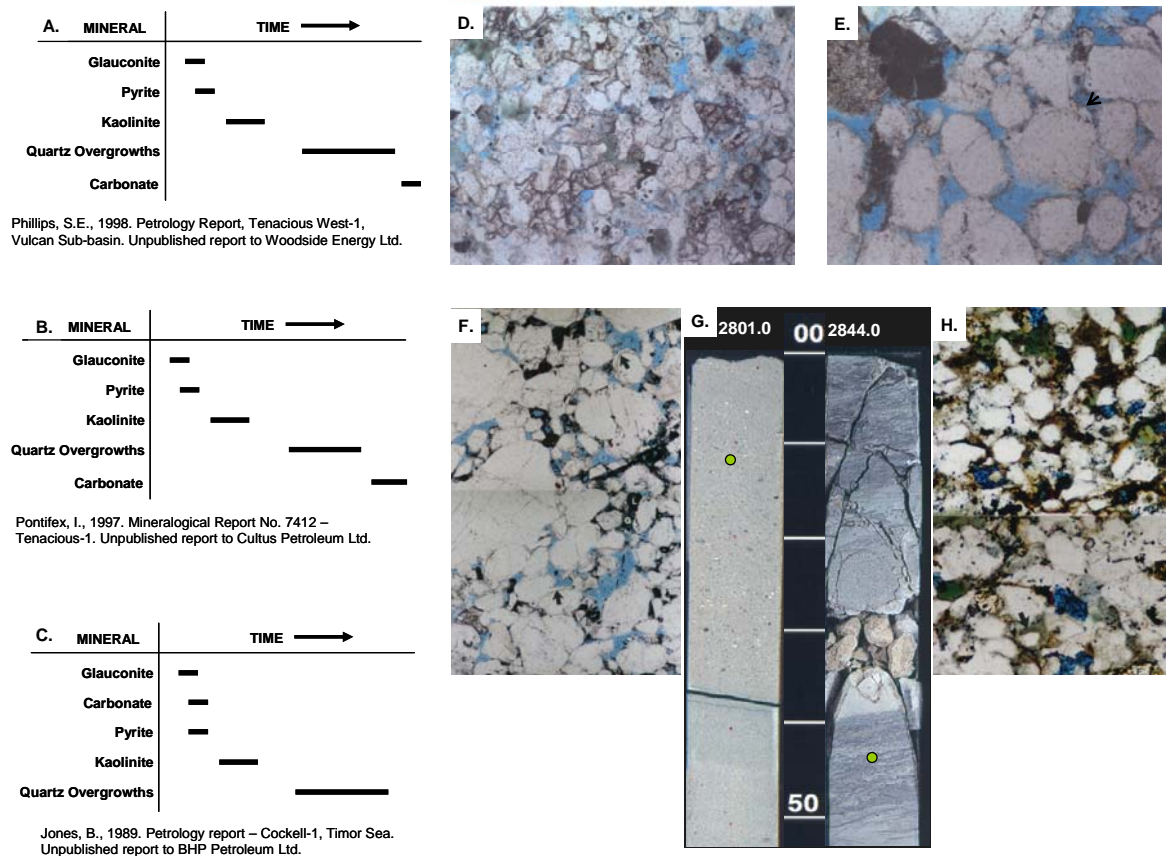 A. MINERAL TIME
Glauconite
Pyrite
Kaolinite
Quartz Overgrowths
Carbonate
Phillips, S.E., 1998. Petrology Report, Tenacious West-1,
Vulcan Sub-basin. Unpublished report to Woodside Energy Ltd.
B. MINERAL TIME
Glauconite
Pyrite
Kaolinite
Quartz Overgrowths
Carbonate
Pontifex, I., 1997. Mineralogical Report No. 7412 –
Tenacious-1. Unpublished report to Cultus Petroleum Ltd.
C. MINERAL TIME
Glauconite
Carbonate
Pyrite
Kaolinite
Quartz Overgrowths
Jones, B., 1989. Petrology report – Cockell-1, Timor Sea.
Unpublished report to BHP Petroleum Ltd.
D.
E.
F.
G. 2801.0 00 2844.0
50
H.